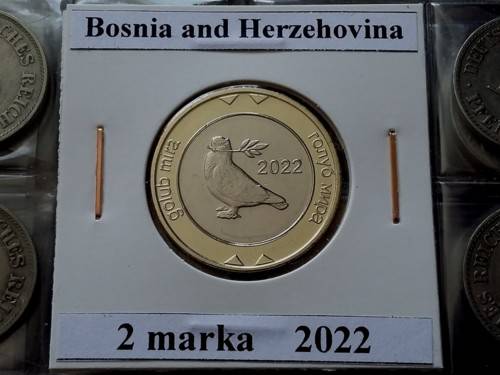 Bosnia and Herzehovina
golub mira
2022
голуб мира
2 marka 2022